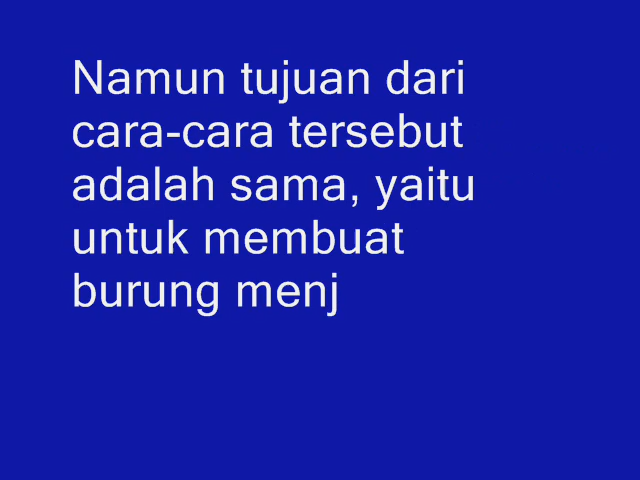 Namun tujuan dari
cara-cara tersebut
adalah sama, yaitu
untuk membuat
burung menj